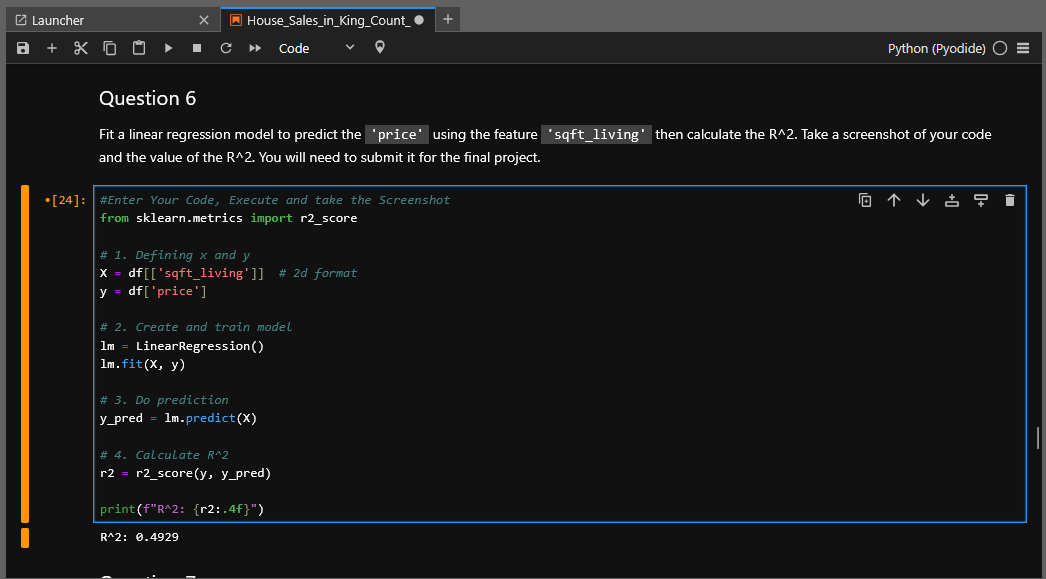 Launcher
House_Sales_in_King_Count_
Code
Python (Pyodide)
Question 6
Fit a linear regression model to predict the 'price' using the feature 'sqft_living' then calculate the R^2. Take a screenshot of your code
and the value of the R^2. You will need to submit it for the final project.
[24]:
#Enter Your Code, Execute and take the Screenshot
from sklearn.metrics import r2_score
# 1. Defining x and y
X = df[['sqft_living']]  # 2d format
y = df['price']
# 2. Create and train model
lm = LinearRegression()
lm.fit(X, y)
# 3. Do prediction
y_pred = lm.predict(X)
# 4. Calculate R^2
r2 = r2_score(y, y_pred)
print(f"R^2: {r2:.4f}")
R^2: 0.4929